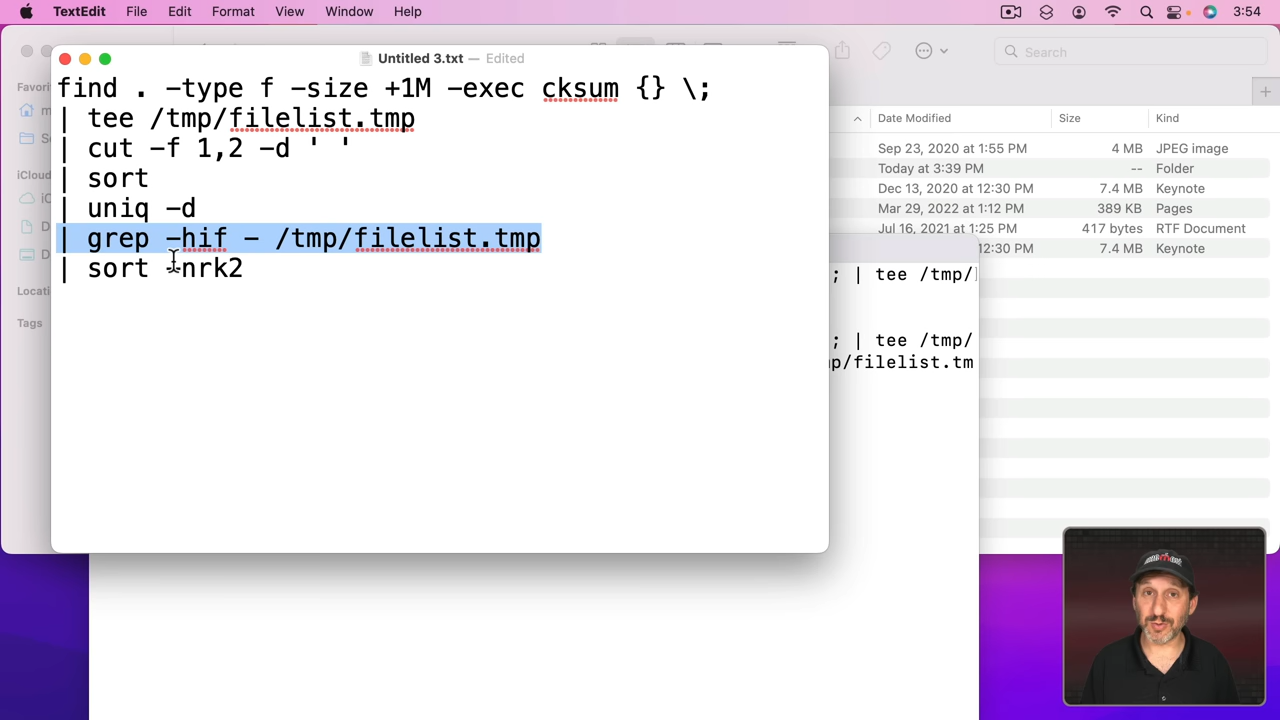 TextEdit File Edit Format View Window Help 3:54
Untitled 3.txt — Edited
Search
find . -type f -size +1M -exec cksum {} \;
| tee /tmp/filelist.tmp
| cut -f 1,2 -d ' '
| sort
| uniq -d
| grep -hif - /tmp/filelist.tmp
| sort -nrk2
Favori
iCloud
Locati
Tags
Date Modified Size Kind
Sep 23, 2020 at 1:55 PM 4 MB JPEG image
Today at 3:39 PM -- Folder
Dec 13, 2020 at 12:30 PM 7.4 MB Keynote
Mar 29, 2022 at 1:12 PM 389 KB Pages
Jul 16, 2021 at 1:25 PM 417 bytes RTF Document
12:30 PM 7.4 MB Keynote
; | tee /tmp/
; | tee /tmp/
p/filelist.tm